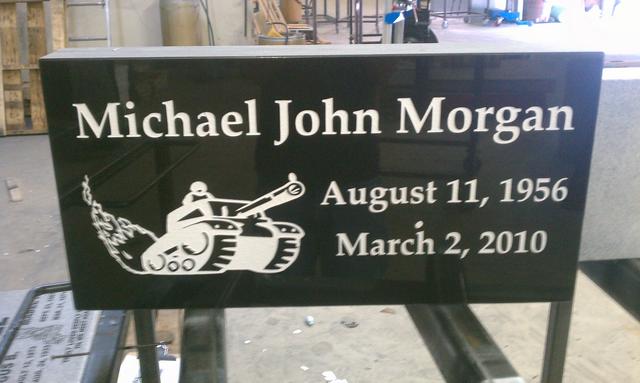 Michael John Morgan
August 11, 1956
March 2, 2010